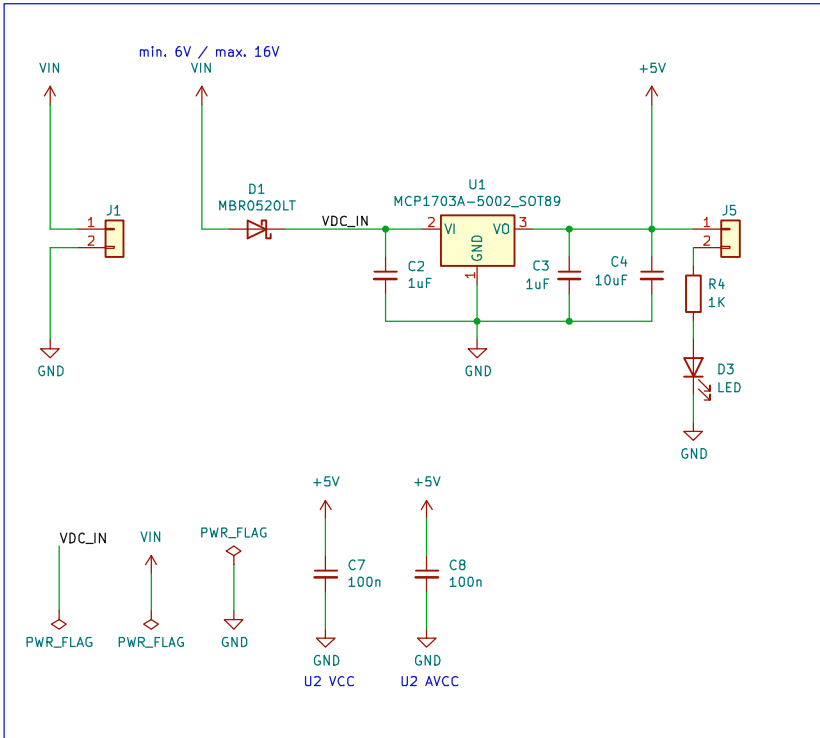 min. 6V / max. 16V
VIN
VIN
+5V
D1
MBR0520LT
U1
MCP1703A-5002_SOT89
J1
1
2
VDC_IN
2
VI
VO
3
GND
1
J5
1
2
C2
1uF
C3
1uF
C4
10uF
R4
1K
GND
GND
D3
LED
GND
+5V
+5V
VDC_IN
VIN
PWR_FLAG
C7
100n
C8
100n
PWR_FLAG
PWR_FLAG
GND
GND
GND
U2 VCC
U2 AVCC